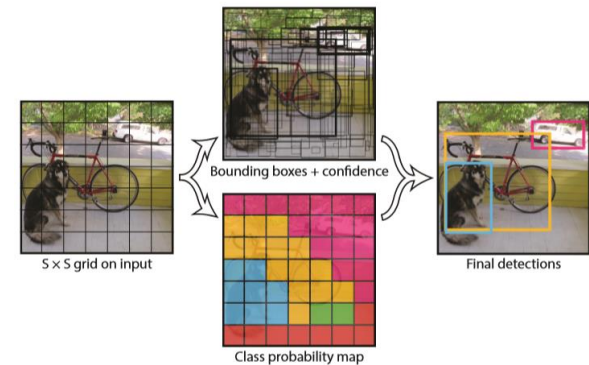 S × S grid on input
Bounding boxes + confidence
Class probability map
Final detections